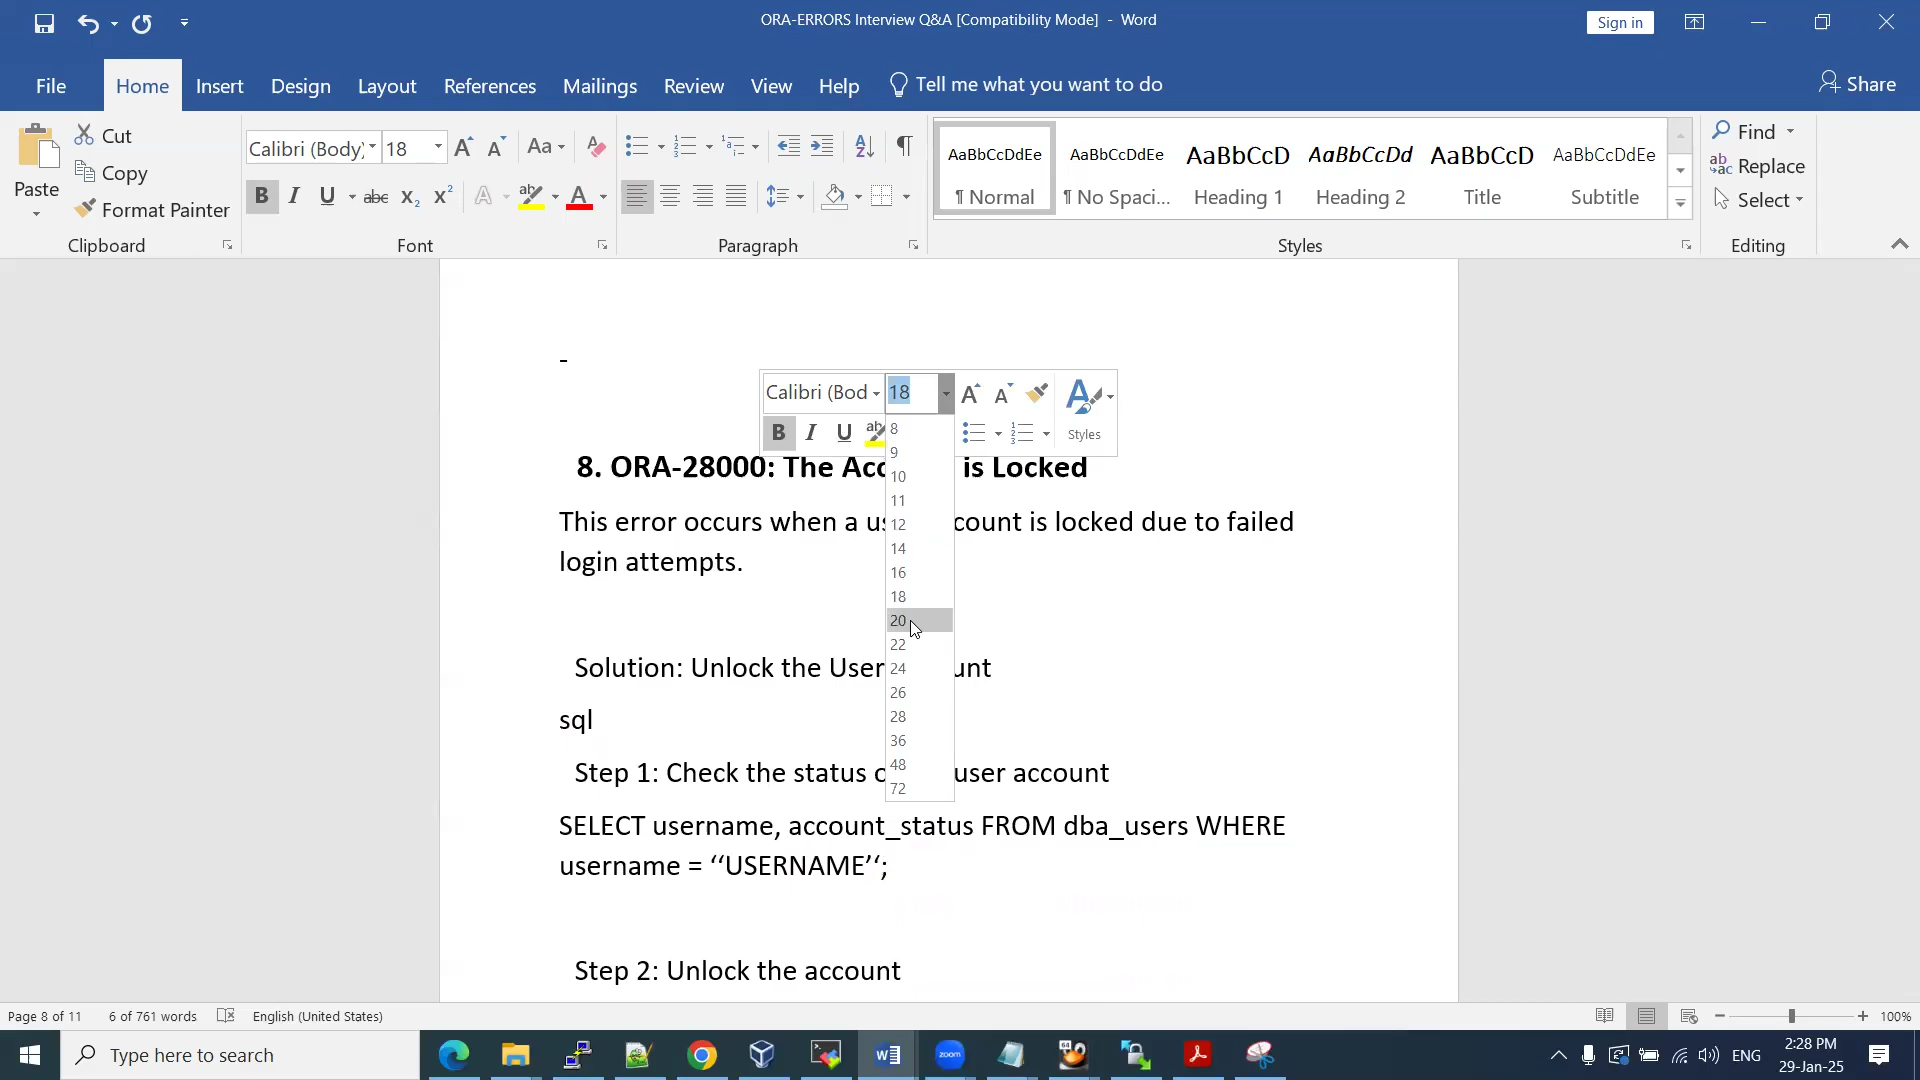 ORA-ERRORS Interview Q&A [Compatibility Mode] - Word
Sign in
File Home Insert Design Layout References Mailings Review View Help Tell me what you want to do Share
Paste
Cut
Copy
Format Painter
Clipboard
Calibri (Body) 18
Font
Paragraph
AaBbCcDdEe AaBbCcDdEe AaBbCcD AaBbCcDd AaBbCcD AaBbCcDdEe
¶ Normal ¶ No Spaci... Heading 1 Heading 2 Title Subtitle
Styles
Find
Replace
Select
Editing
-
Calibri (Bod 18
Styles
8
9
10
11
12
14
16
18
20
22
24
26
28
36
48
72
8. ORA-28000: The Acc is Locked
This error occurs when a us count is locked due to failed
login attempts.
Solution: Unlock the User unt
sql
Step 1: Check the status o user account
SELECT username, account_status FROM dba_users WHERE
username = ‘‘USERNAME’‘;
Step 2: Unlock the account
Page 8 of 11 6 of 761 words English (United States) 100%
Type here to search
zoom
ENG
2:28 PM
29-Jan-25